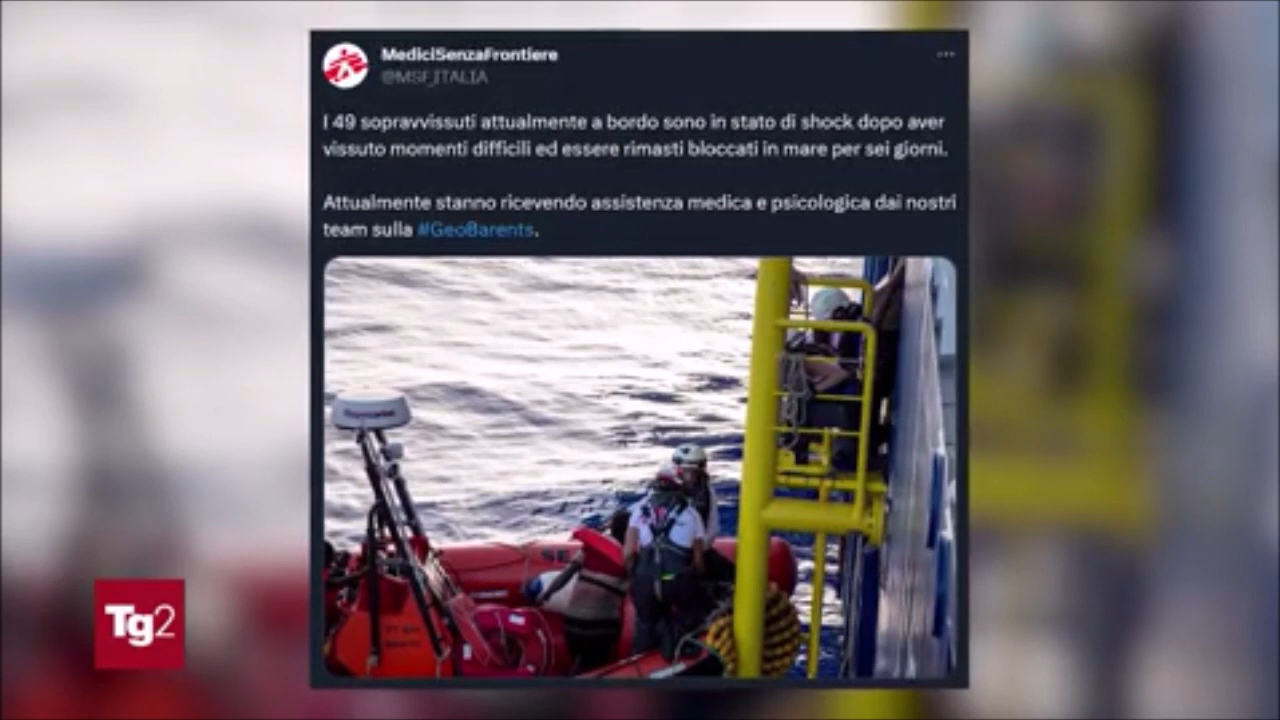 MediciSenzaFrontiere
@MSF_ITALIA
I 49 sopravvissuti attualmente a bordo sono in stato di shock dopo aver
vissuto momenti difficili ed essere rimasti bloccati in mare per sei giorni.
Attualmente stanno ricevendo assistenza medica e psicologica dai nostri
team sulla #GeoBarents.
Tg2